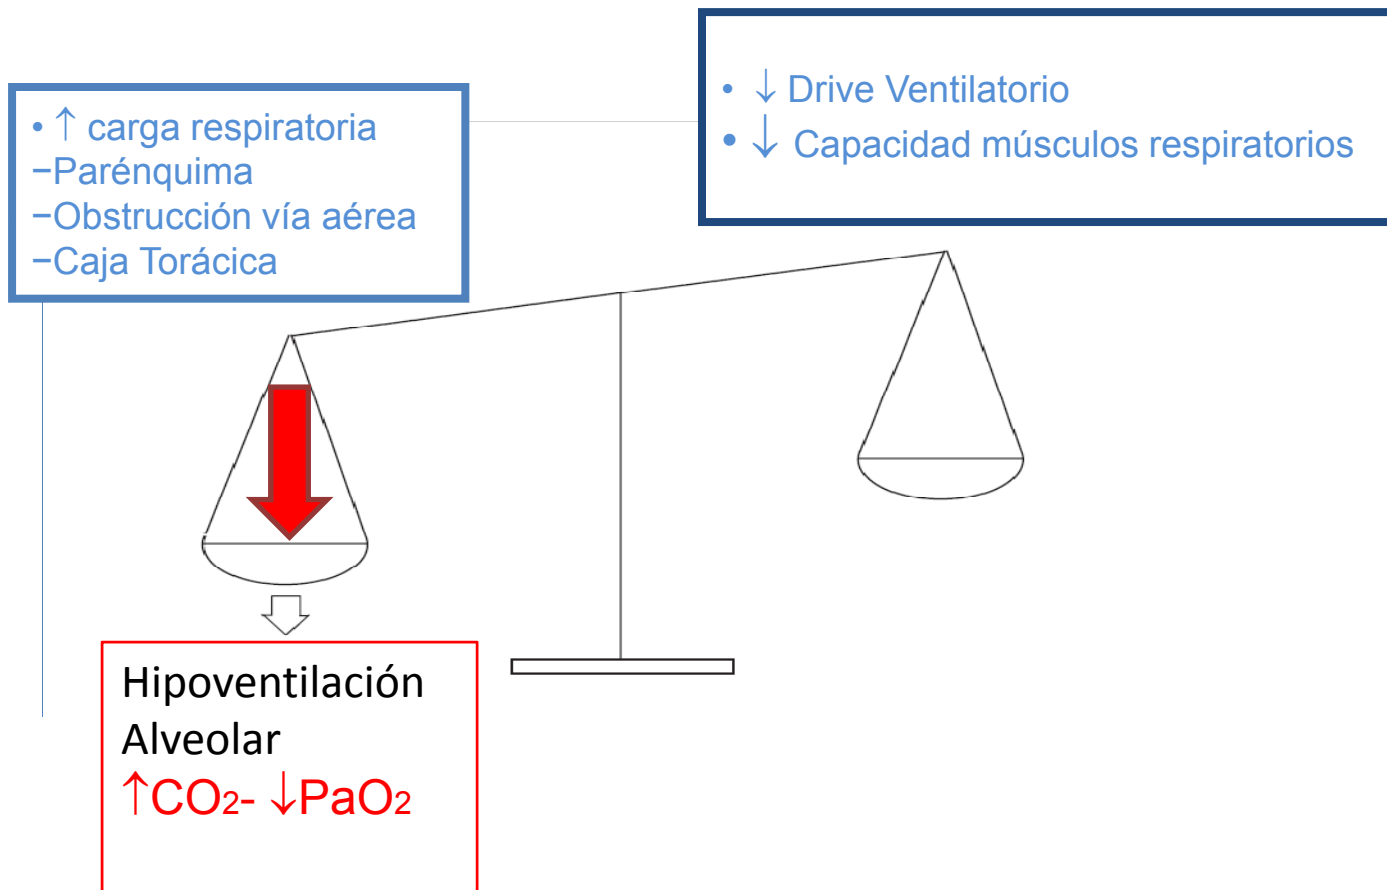 • ↑ carga respiratoria
−Parénquima
−Obstrucción vía aérea
−Caja Torácica
• ↓ Drive Ventilatorio
• ↓ Capacidad músculos respiratorios
Hipoventilación
Alveolar
↑CO2- ↓PaO2